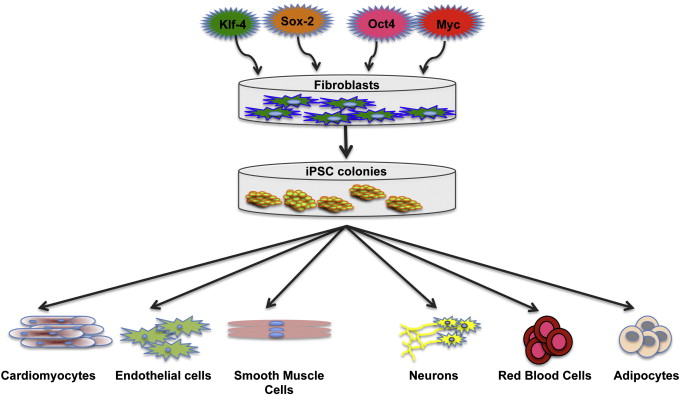 Klf-4 Sox-2 Oct4 Myc
Fibroblasts
iPSC colonies
Cardiomyocytes Endothelial cells Smooth Muscle Neurons Red Blood Cells Adipocytes
Cells